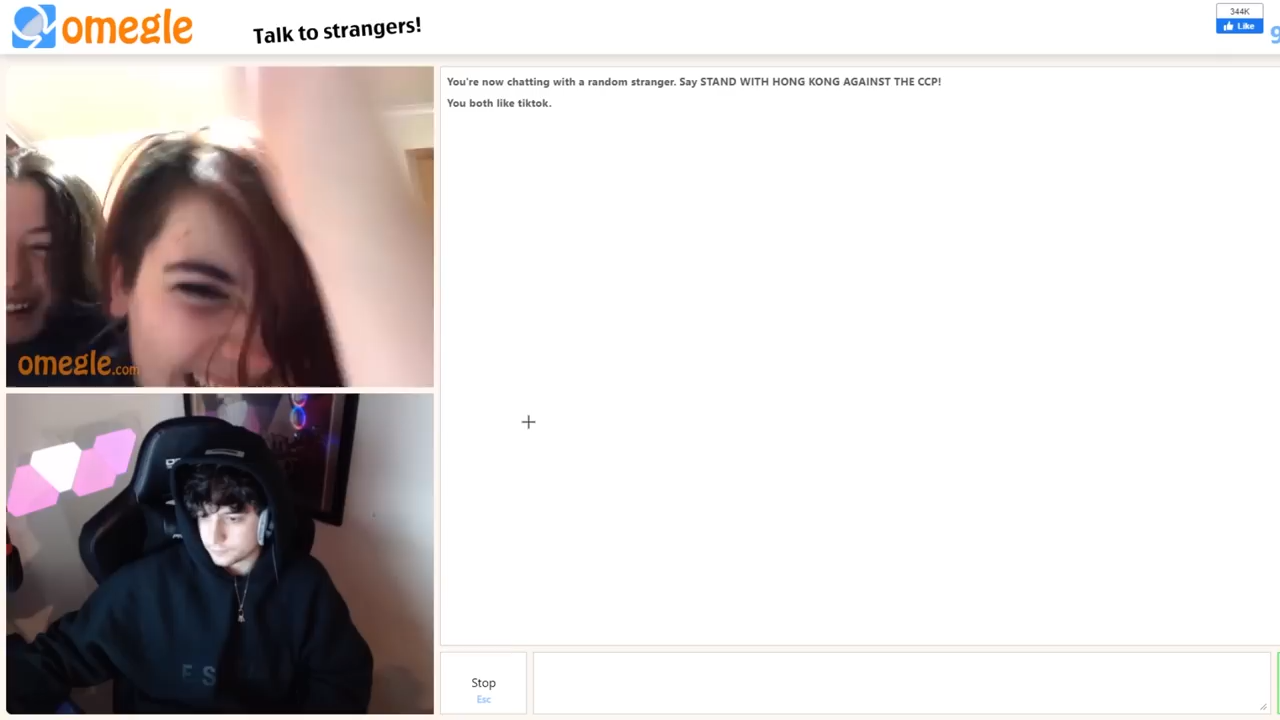 omegle
Talk to strangers!
344K
Like
You're now chatting with a random stranger. Say STAND WITH HONG KONG AGAINST THE CCP!
You both like tiktok.
omegle.com
Stop
Esc